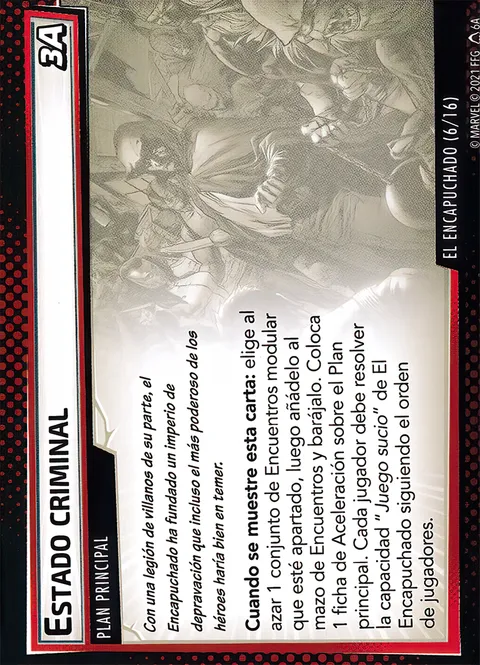 ESTADO CRIMINAL
3A
PLAN PRINCIPAL
Con una legión de villanos de su parte, el
Encapuchado ha fundado un imperio de
depravación que incluso el más poderoso de los
héroes haría bien en temer.
Cuando se muestre esta carta: elige al
azar 1 conjunto de Encuentros modular
que esté apartado, luego añádelo al
mazo de Encuentros y barájalo. Coloca
1 ficha de Aceleración sobre el Plan
principal. Cada jugador debe resolver
la capacidad "Juego sucio" de El
Encapuchado siguiendo el orden
de jugadores.
EL ENCAPUCHADO (6/16)
© MARVEL © 2021 FFG 6A